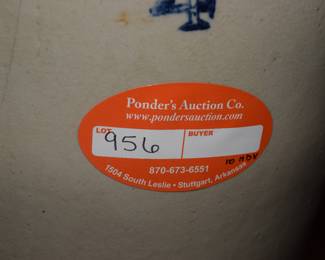 Ponder's Auction Co.
www.pondersauction.com
LOT 956 BUYER
870-673-6551
1504 South Leslie • Stuttgart, Arkansas